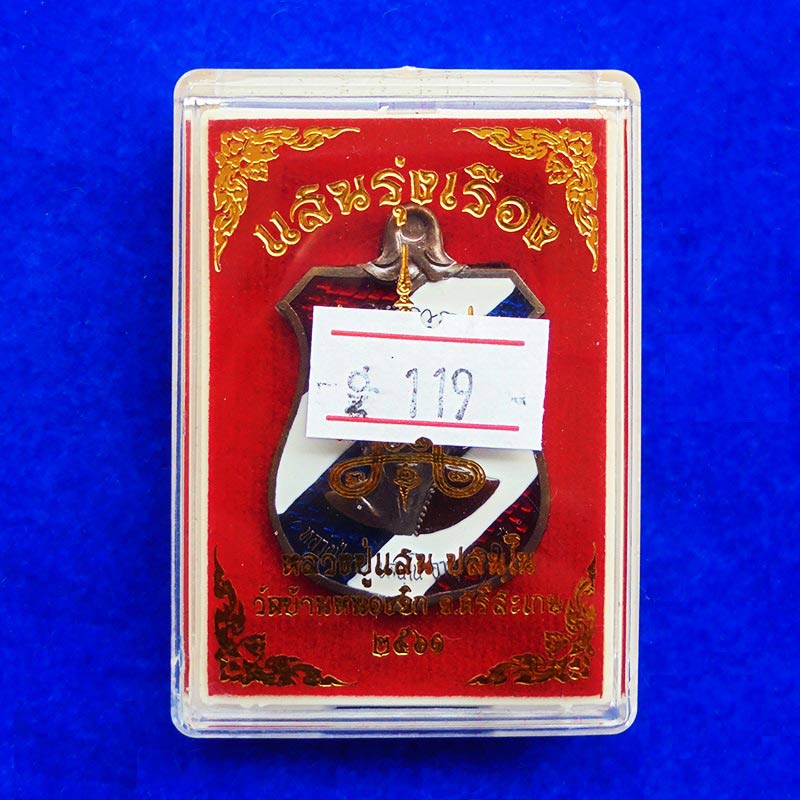 แสนรุ่งเรือง
119
หลวงปู่แสน ปสนฺโน
วัดบ้านหนองจิก จ.ศรีสะเกษ
๒๕๖๑